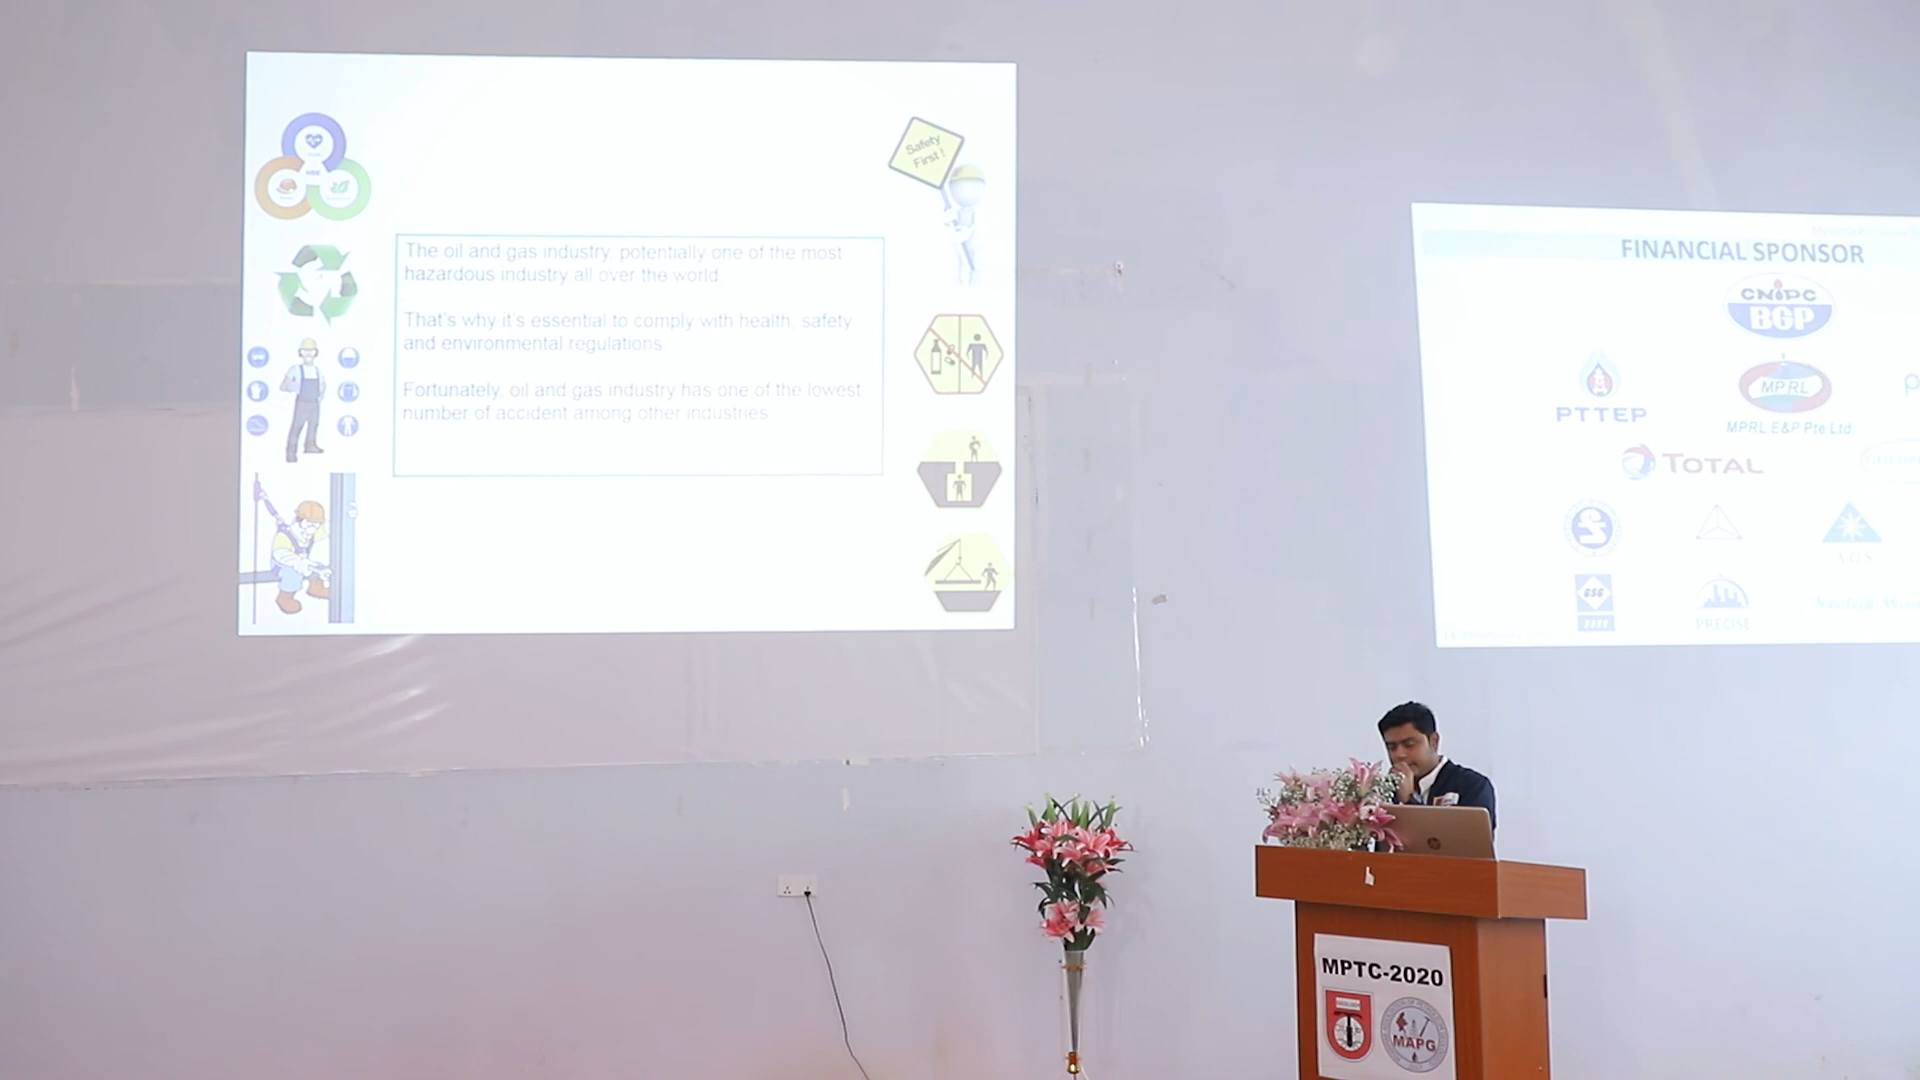 Safety
First !
HSE
The oil and gas industry, potentially one of the most
hazardous industry all over the world.
That's why it's essential to comply with health, safety
and environmental regulations
Fortunately, oil and gas industry has one of the lowest
number of accident among other industries
FINANCIAL SPONSOR
CNPC
BGP
PTTEP
MPRL
MPRL E&P Pte.Ltd.
TOTAL
GSG
PRECISE
hp
MPTC-2020
MAPG